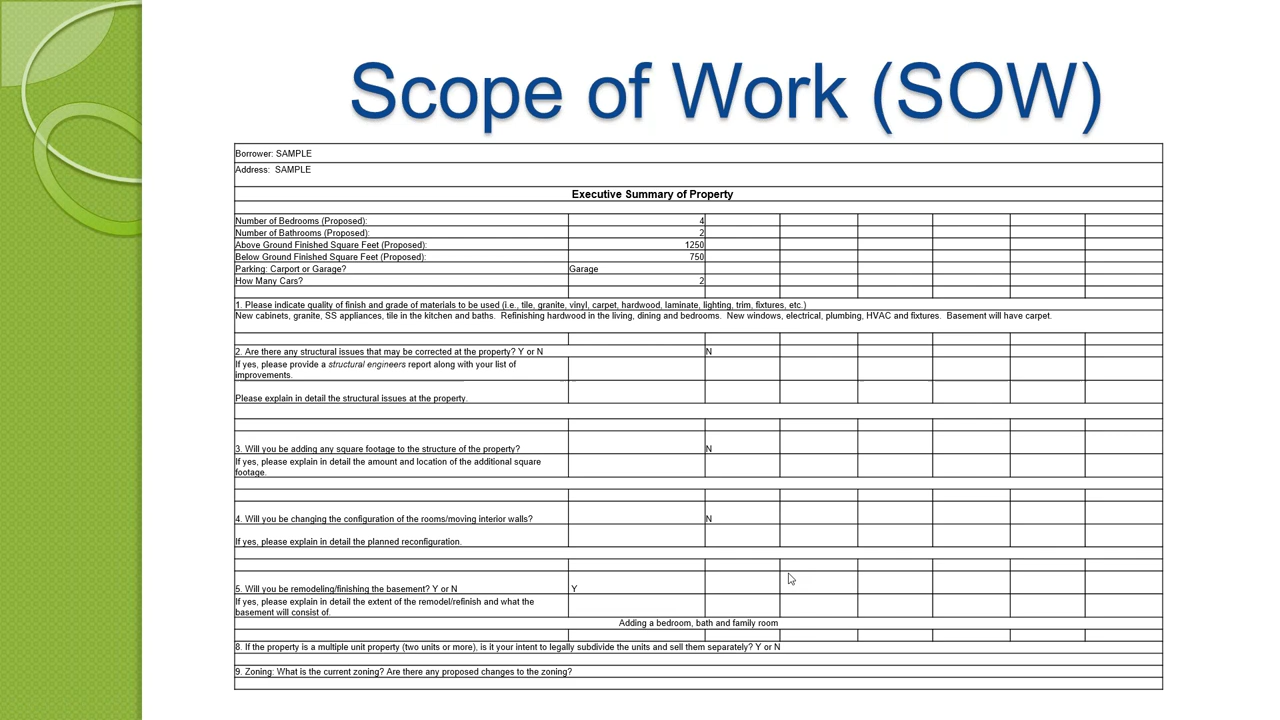 Scope of Work (SOW)
Borrower: SAMPLE
Address: SAMPLE
Executive Summary of Property
Number of Bedrooms (Proposed): 4
Number of Bathrooms (Proposed): 2
Above Ground Finished Square Feet (Proposed): 1250
Below Ground Finished Square Feet (Proposed): 750
Parking: Carport or Garage? Garage
How Many Cars? 2
1. Please indicate quality of finish and grade of materials to be used (i.e., tile, granite, vinyl, carpet, hardwood, laminate, lighting, trim, fixtures, etc.)
New cabinets, granite, SS appliances, tile in the kitchen and baths. Refinishing hardwood in the living, dining and bedrooms. New windows, electrical, plumbing, HVAC and fixtures. Basement will have carpet.
2. Are there any structural issues that may be corrected at the property? Y or N N
If yes, please provide a structural engineers report along with your list of
improvements.
Please explain in detail the structural issues at the property.
3. Will you be adding any square footage to the structure of the property? N
If yes, please explain in detail the amount and location of the additional square
footage.
4. Will you be changing the configuration of the rooms/moving interior walls? N
If yes, please explain in detail the planned reconfiguration.
5. Will you be remodeling/finishing the basement? Y or N Y
If yes, please explain in detail the extent of the remodel/refinish and what the
basement will consist of.
Adding a bedroom, bath and family room
8. If the property is a multiple unit property (two units or more), is it your intent to legally subdivide the units and sell them separately? Y or N
9. Zoning: What is the current zoning? Are there any proposed changes to the zoning?